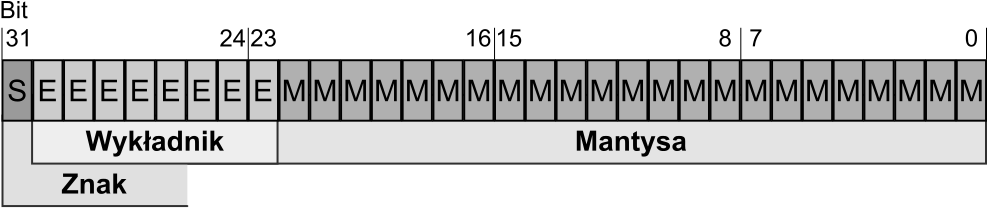 Bit
31 24 23 16 15 8 7 0
S E E E E E E E E M M M M M M M M M M M M M M M M M M M M M M M
Wykładnik Mantysa
Znak